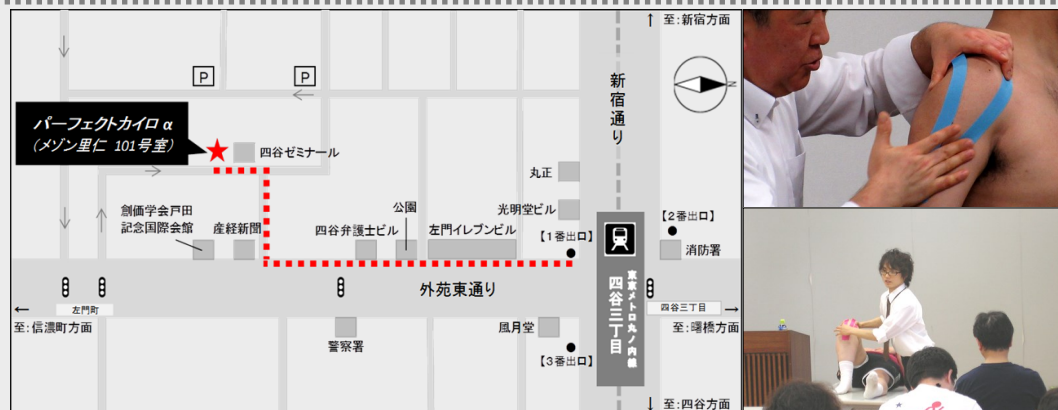 ↑ 至:新宿方面
新宿通り
N
P
P
パーフェクトカイロ α
(メゾン里仁 101号室)
四谷ゼミナール
丸正
創価学会戸田
記念国際会館
産経新聞
四谷弁護士ビル
公園
左門イレブンビル
光明堂ビル
【1番出口】
【2番出口】
消防署
東京メトロ丸ノ内線
四谷三丁目
外苑東通り
左門町
四谷三丁目
← 至:信濃町方面
→ 至:曙橋方面
警察署
風月堂
【3番出口】
↓ 至:四谷方面